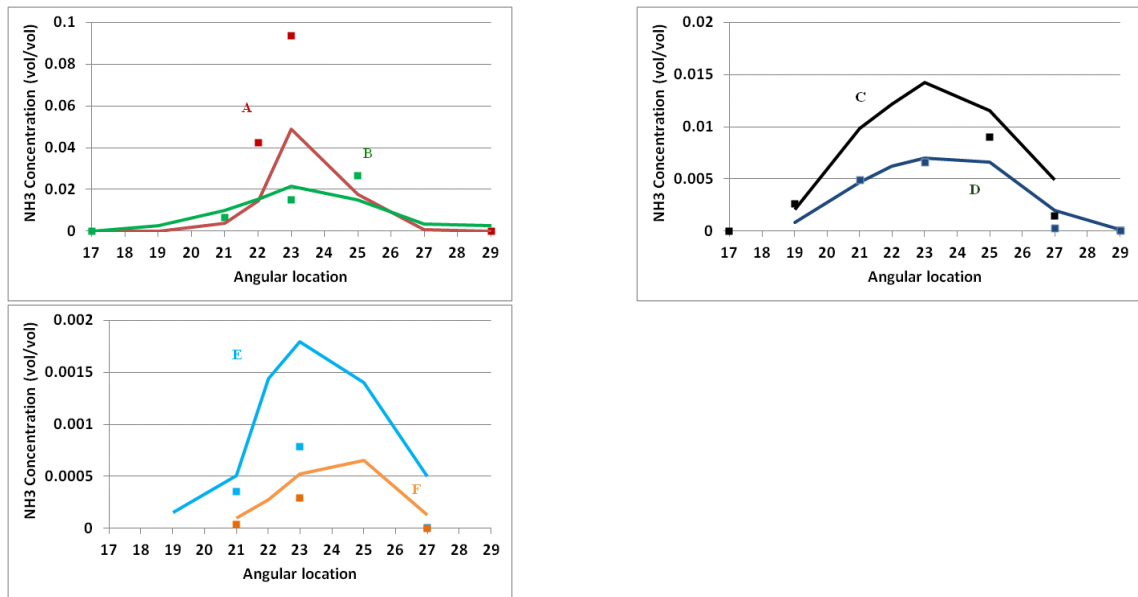 NH3 Concentration (vol/vol)
0.1
0.08
0.06
0.04
0.02
0
A
B
17 18 19 20 21 22 23 24 25 26 27 28 29
Angular location
NH3 Concentration (vol/vol)
0.02
0.015
0.01
0.005
0
C
D
17 18 19 20 21 22 23 24 25 26 27 28 29
Angular location
NH3 Concentration (vol/vol)
0.002
0.0015
0.001
0.0005
0
E
F
17 18 19 20 21 22 23 24 25 26 27 28 29
Angular location